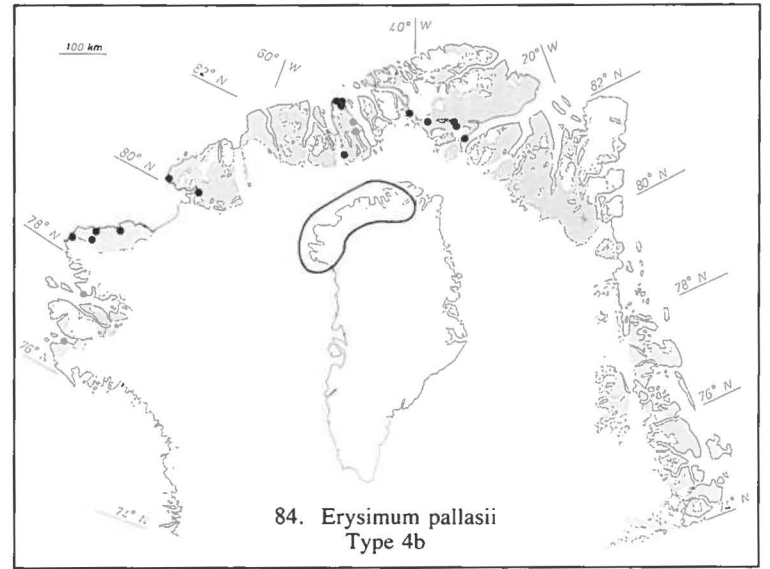 100 km
60° W
40° W
20° W
82° N
82° N
80° N
80° N
78° N
78° N
76° N
76° N
74° N
84. Erysimum pallasii
Type 4b